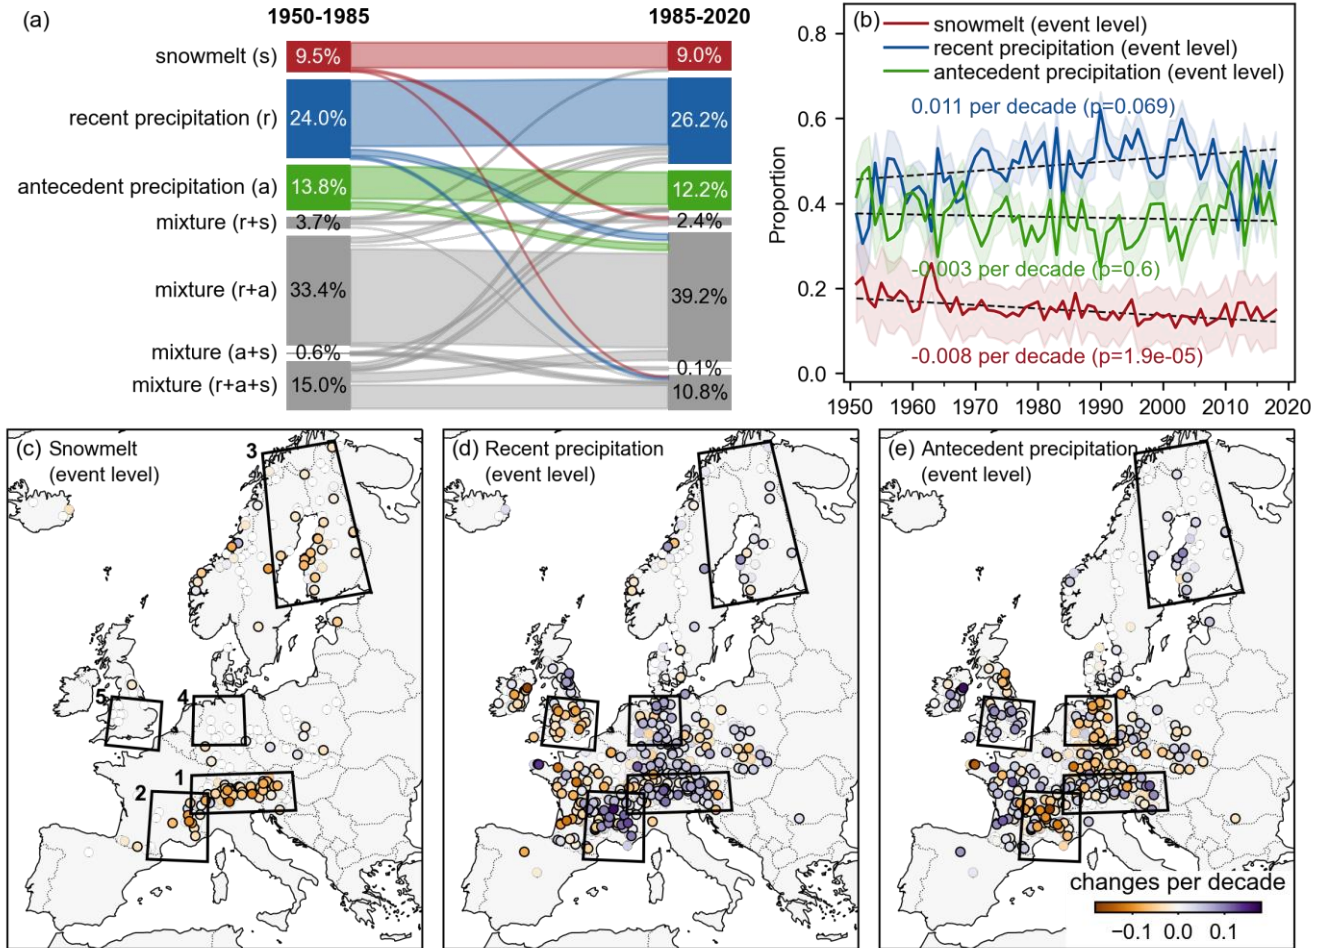 (a)
1950-1985
1985-2020
snowmelt (s)
9.5%
9.0%
recent precipitation (r)
24.0%
26.2%
antecedent precipitation (a)
13.8%
12.2%
mixture (r+s)
3.7%
2.4%
mixture (r+a)
33.4%
39.2%
mixture (a+s)
0.6%
0.1%
mixture (r+a+s)
15.0%
10.8%
(b)
snowmelt (event level)
recent precipitation (event level)
antecedent precipitation (event level)
0.011 per decade (p=0.069)
-0.003 per decade (p=0.6)
-0.008 per decade (p=1.9e-05)
Proportion
0.8
0.6
0.4
0.2
0.0
1950 1960 1970 1980 1990 2000 2010 2020
(c) Snowmelt
(event level)
3
5
4
1
2
(d) Recent precipitation
(event level)
(e) Antecedent precipitation
(event level)
changes per decade
−0.1 0.0 0.1